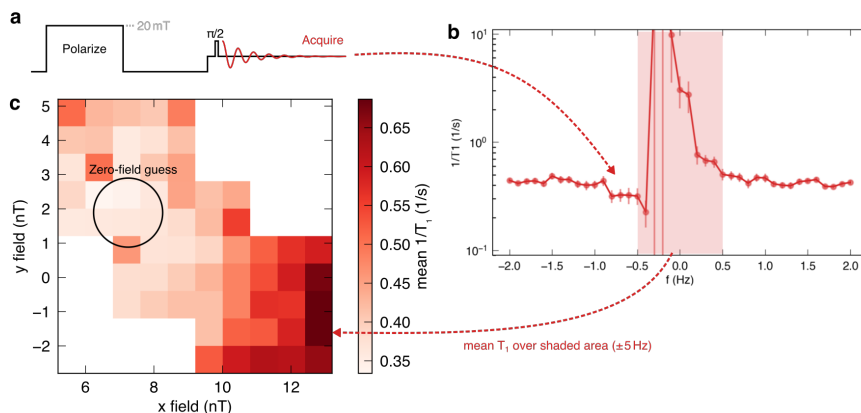 a
Polarize
20 mT
π/2
Acquire
b
1/T1 (1/s)
10¹
10⁰
10⁻¹
-2.0 -1.5 -1.0 -0.5 0.0 0.5 1.0 1.5 2.0
f (Hz)
c
y field (nT)
5
4
3
2
1
0
-1
-2
Zero-field guess
6 8 10 12
x field (nT)
0.65
0.60
0.55
0.50
0.45
0.40
0.35
mean 1/T₁ (1/s)
mean T₁ over shaded area (±5 Hz)